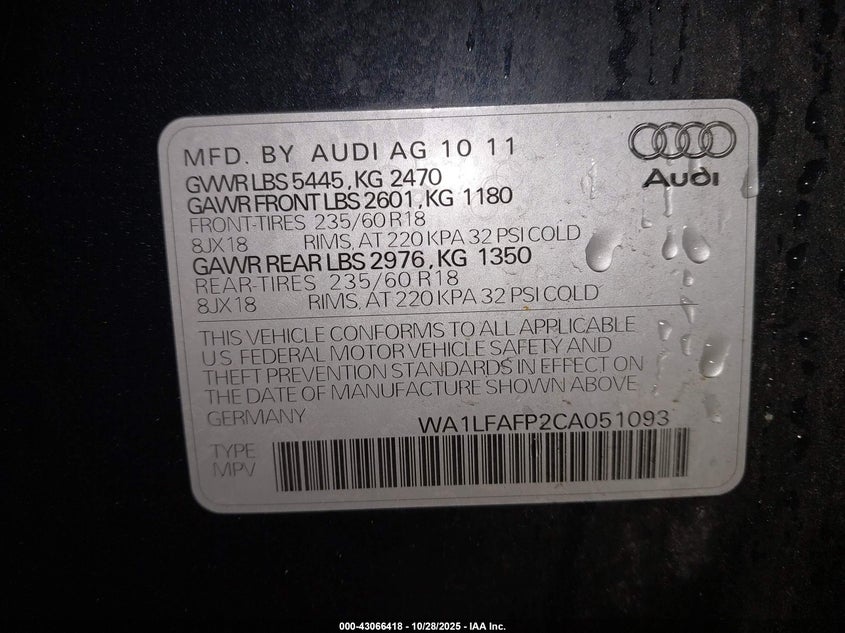 MFD. BY AUDI AG 10 11
Audi
GVWR LBS 5445, KG 2470
GAWR FRONT LBS 2601, KG 1180
FRONT-TIRES 235/60 R18
8JX18 RIMS, AT 220 KPA 32 PSI COLD
GAWR REAR LBS 2976, KG 1350
REAR-TIRES 235/60 R18
8JX18 RIMS, AT 220 KPA 32 PSI COLD
THIS VEHICLE CONFORMS TO ALL APPLICABLE
U.S. FEDERAL MOTOR VEHICLE SAFETY AND
THEFT PREVENTION STANDARDS IN EFFECT ON
THE DATE OF MANUFACTURE SHOWN ABOVE.
GERMANY WA1LFAFP2CA051093
TYPE
MPV
000-43066418 - 10/28/2025 - IAA Inc.